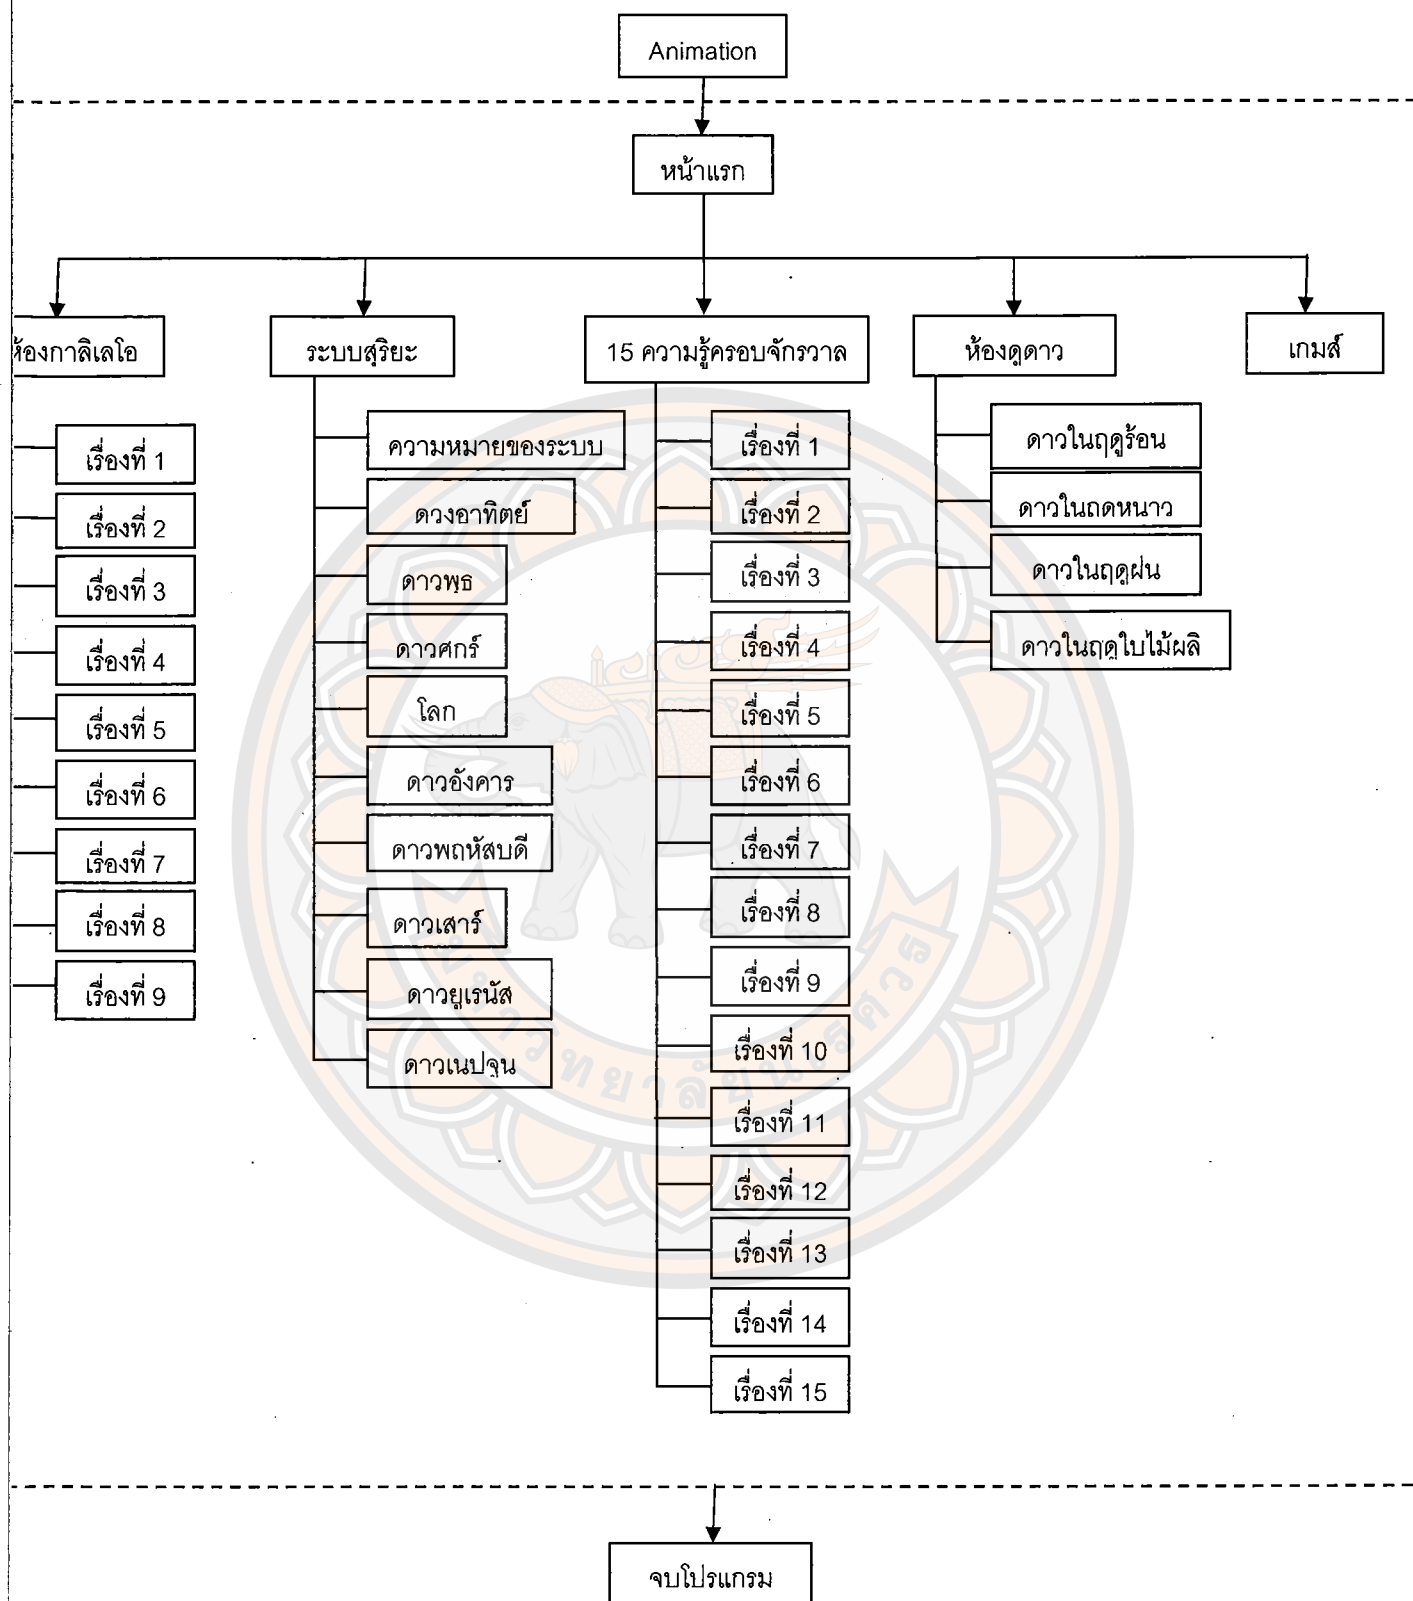 Animation
หน้าแรก
ห้องกาลิเลโอ
ระบบสุริยะ
15 ความรู้ครอบจักรวาล
ห้องดูดาว
เกมส์
เรื่องที่ 1
เรื่องที่ 2
เรื่องที่ 3
เรื่องที่ 4
เรื่องที่ 5
เรื่องที่ 6
เรื่องที่ 7
เรื่องที่ 8
เรื่องที่ 9
ความหมายของระบบ
ดวงอาทิตย์
ดาวพุธ
ดาวศุกร์
โลก
ดาวอังคาร
ดาวพฤหัสบดี
ดาวเสาร์
ดาวยูเรนัส
ดาวเนปจูน
เรื่องที่ 1
เรื่องที่ 2
เรื่องที่ 3
เรื่องที่ 4
เรื่องที่ 5
เรื่องที่ 6
เรื่องที่ 7
เรื่องที่ 8
เรื่องที่ 9
เรื่องที่ 10
เรื่องที่ 11
เรื่องที่ 12
เรื่องที่ 13
เรื่องที่ 14
เรื่องที่ 15
ดาวในฤดูร้อน
ดาวในฤดูหนาว
ดาวในฤดูฝน
ดาวในฤดูใบไม้ผลิ
มหาวิทยาลัยนเรศวร
จบโปรแกรม